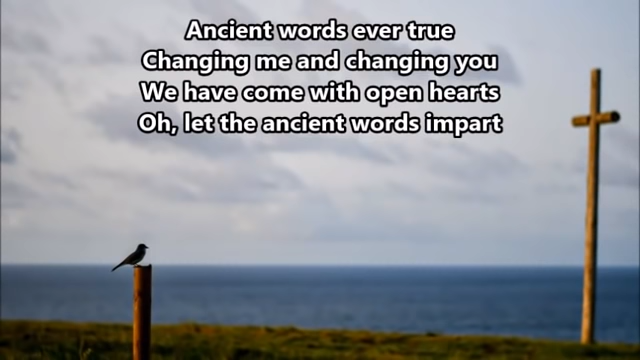 Ancient words ever true
Changing me and changing you
We have come with open hearts
Oh, let the ancient words impart